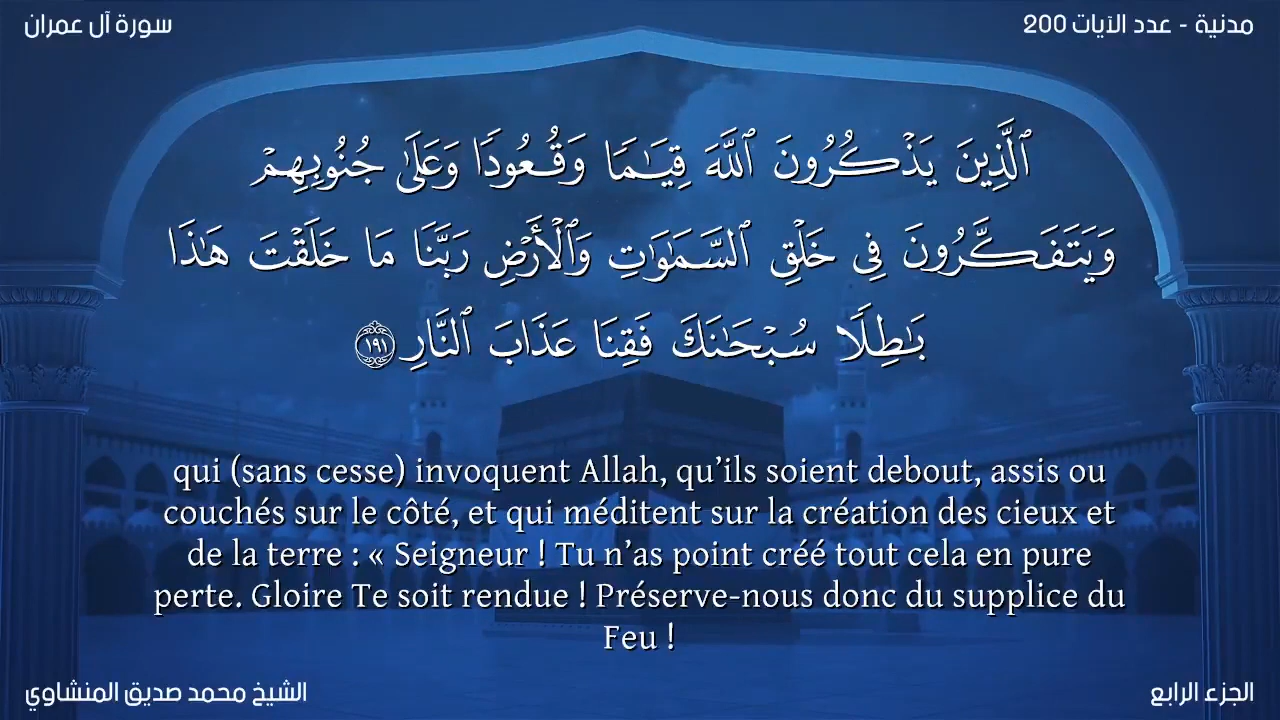 مدنية - عدد الآيات 200
سورة آل عمران
ٱلَّذِينَ يَذْكُرُونَ ٱللَّهَ قِيَـٰمًا وَقُعُودًا وَعَلَىٰ جُنُوبِهِمْ
وَيَتَفَكَّرُونَ فِى خَلْقِ ٱلسَّمَـٰوَٰتِ وَٱلْأَرْضِ رَبَّنَا مَا خَلَقْتَ هَـٰذَا
بَـٰطِلًا سُبْحَـٰنَكَ فَقِنَا عَذَابَ ٱلنَّارِ ١٩١
qui (sans cesse) invoquent Allah, qu’ils soient debout, assis ou
couchés sur le côté, et qui méditent sur la création des cieux et
de la terre : « Seigneur ! Tu n’as point créé tout cela en pure
perte. Gloire Te soit rendue ! Préserve-nous donc du supplice du
Feu !
الجزء الرابع
الشيخ محمد صديق المنشاوي